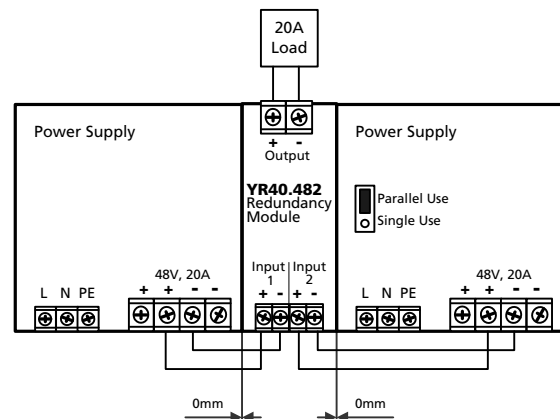 20A
Load
+ -
Output
Power Supply
YR40.482
Redundancy
Module
Power Supply
Parallel Use
Single Use
Input
1
Input
2
+ - + -
48V, 20A
+ + - -
L N PE
L N PE
48V, 20A
+ + - -
0mm
0mm